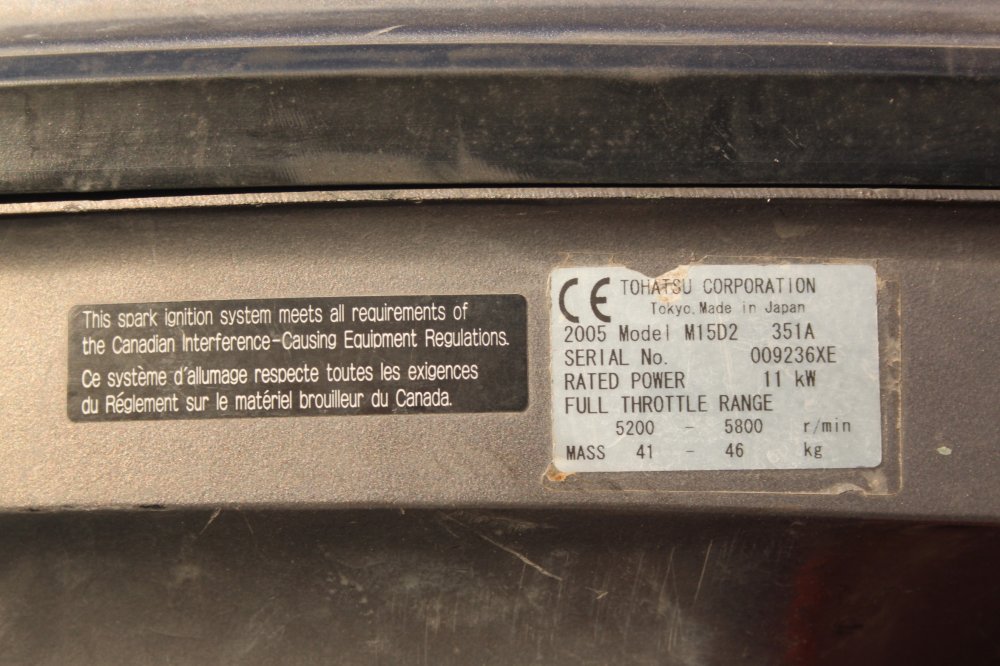 This spark ignition system meets all requirements of
the Canadian Interference-Causing Equipment Regulations.
Ce système d'allumage respecte toutes les exigences
du Réglement sur le matériel brouilleur du Canada.
CE TOHATSU CORPORATION
Tokyo. Made in Japan
2005 Model M15D2 351A
SERIAL No. 009236XE
RATED POWER 11 kW
FULL THROTTLE RANGE
5200 - 5800 r/min
MASS 41 - 46 kg